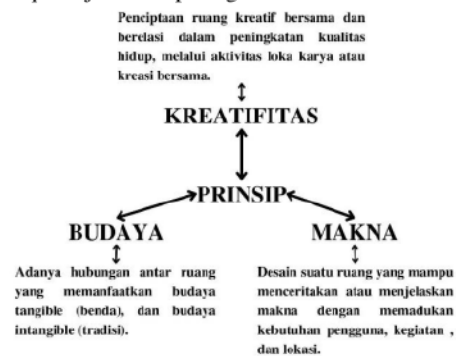 Penciptaan ruang kreatif bersama dan
berelasi dalam peningkatan kualitas
hidup, melalui aktivitas loka karya atau
kreasi bersama.
KREATIFITAS
PRINSIP
BUDAYA
MAKNA
Adanya hubungan antar ruang
yang memanfaatkan budaya
tangible (benda), dan budaya
intangible (tradisi).
Desain suatu ruang yang mampu
menceritakan atau menjelaskan
makna dengan memadukan
kebutuhan pengguna, kegiatan ,
dan lokasi.